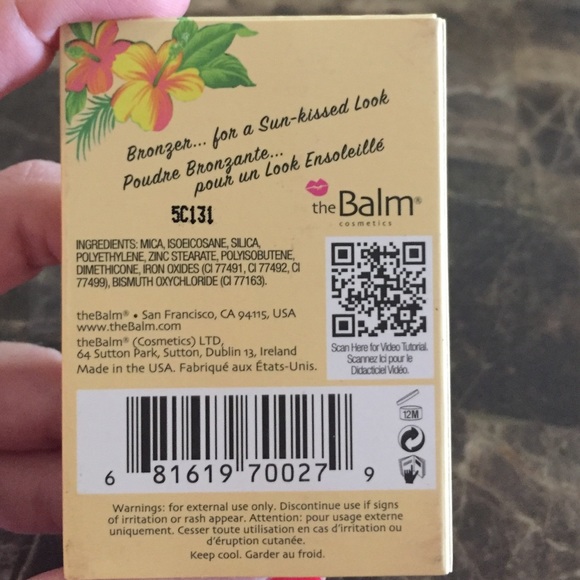 Bronzer... for a Sun-kissed Look
Poudre Bronzante...
pour un Look Ensoleillé
the Balm®
cosmetics
5C131
INGREDIENTS: MICA, ISOEICOSANE, SILICA,
POLYETHYLENE, ZINC STEARATE, POLYISOBUTENE,
DIMETHICONE, IRON OXIDES (CI 77491, CI 77492, CI
77499), BISMUTH OXYCHLORIDE (CI 77163).
theBalm® • San Francisco, CA 94115, USA
www.theBalm.com
theBalm® (Cosmetics) LTD,
64 Sutton Park, Sutton, Dublin 13, Ireland
Made in the USA. Fabriqué aux États-Unis.
Scan Here for Video Tutorial.
Scannez Ici pour le
Didacticiel Vidéo.
12M
6 81619 70027 9
Warnings: for external use only. Discontinue use if signs
of irritation or rash appear. Attention: pour usage externe
uniquement. Cesser toute utilisation en cas d'irritation ou
d'éruption cutanée.
Keep cool. Garder au froid.